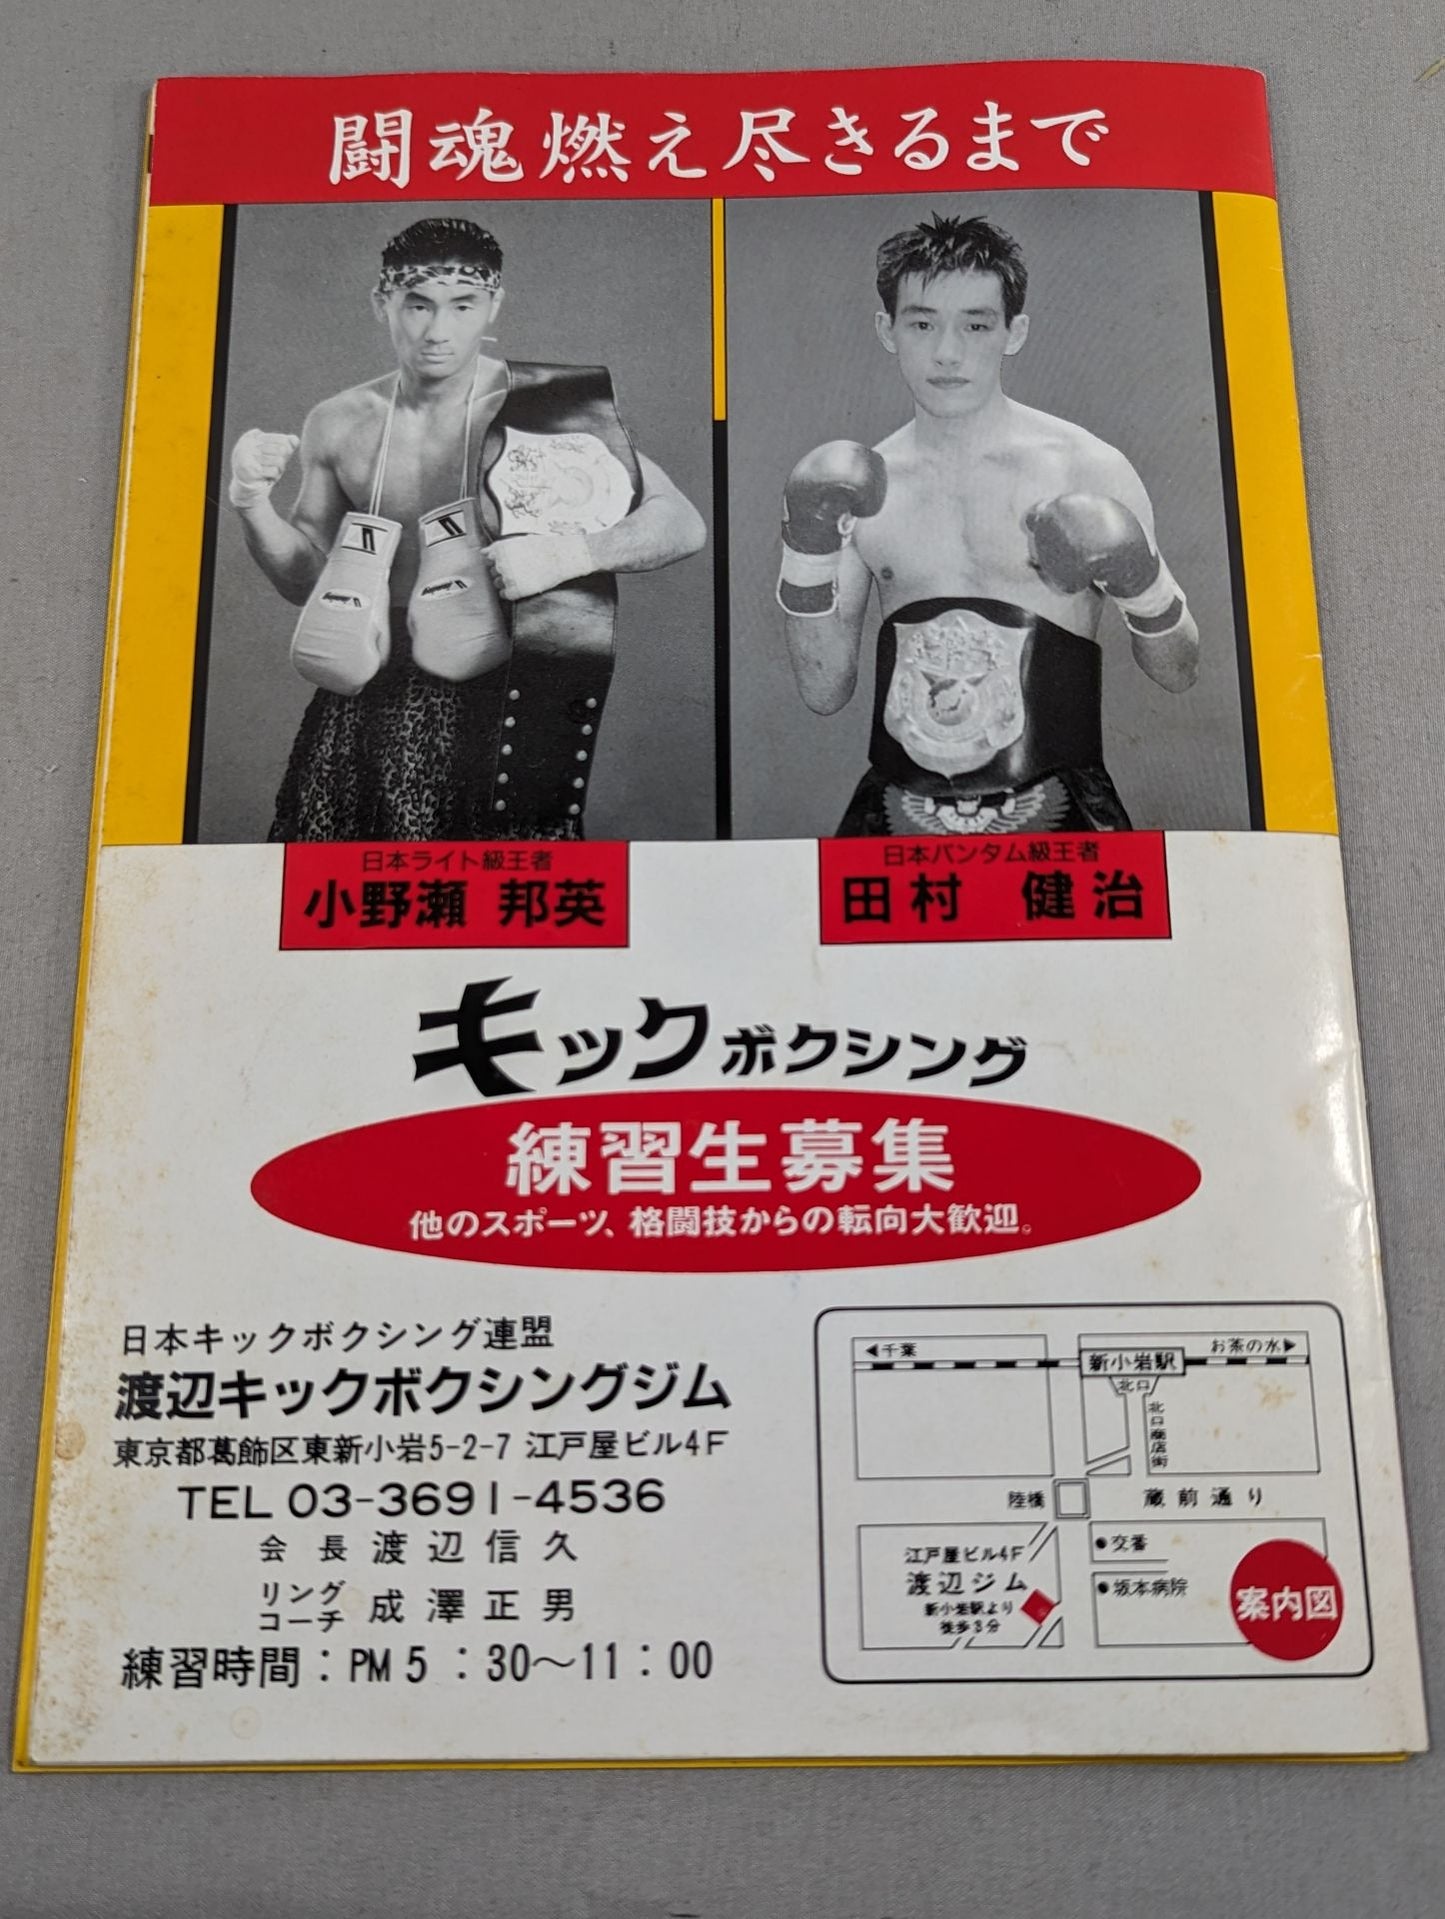 闘魂燃え尽きるまで
日本ライト級王者
小野瀬 邦英
日本バンタム級王者
田村 健治
キックボクシング
練習生募集
他のスポーツ、格闘技からの転向大歓迎。
日本キックボクシング連盟
渡辺キックボクシングジム
東京都葛飾区東新小岩5-2-7 江戸屋ビル4F
TEL 03-3691-4536
会長 渡辺信久
リングコーチ 成澤正男
練習時間：PM 5：30〜11：00
◀千葉
新小岩駅
お茶の水▶
北口
北口商店街
陸橋
蔵前通り
江戸屋ビル4F
渡辺ジム
新小岩駅より
徒歩3分
●交番
●坂本病院
案内図